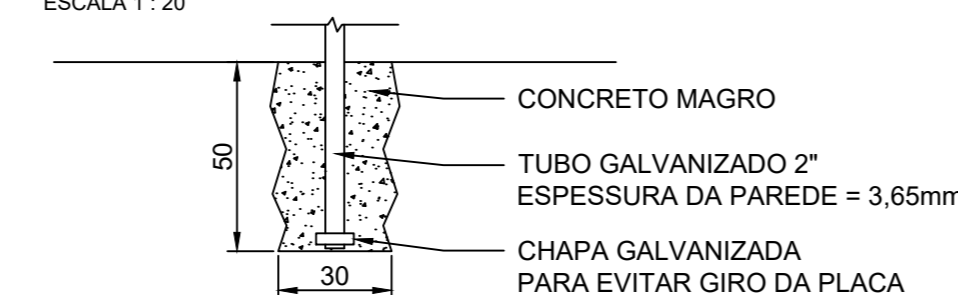 ESCALA 1 : 20
CONCRETO MAGRO
50
TUBO GALVANIZADO 2"
ESPESSURA DA PAREDE = 3,65mm
CHAPA GALVANIZADA
30
PARA EVITAR GIRO DA PLACA